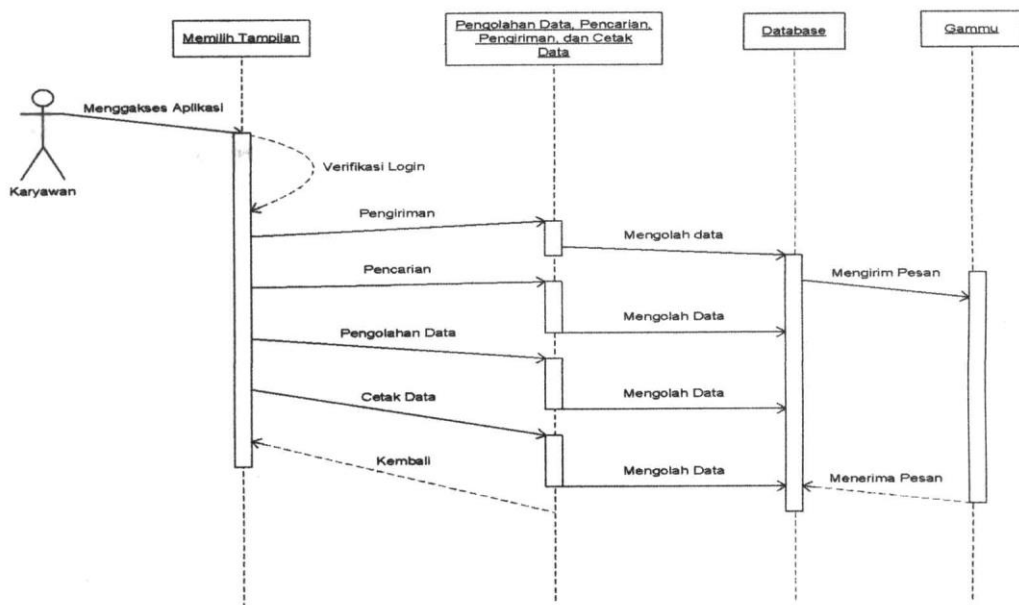 Memilih Tampilan
Pengolahan Data, Pencarian,
Pengiriman, dan Cetak
Data
Database
Gammu
Menggakses Aplikasi
Karyawan
Verifikasi Login
Pengiriman
Mengolah data
Mengirim Pesan
Pencarian
Mengolah Data
Pengolahan Data
Mengolah Data
Cetak Data
Kembali
Mengolah Data
Menerima Pesan